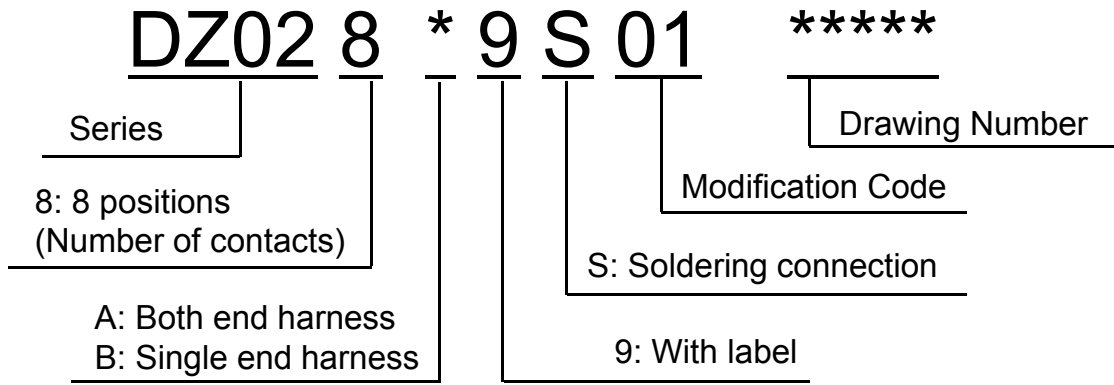 DZ02 8 * 9 S 01 *****
Series
Drawing Number
8: 8 positions
(Number of contacts)
Modification Code
S: Soldering connection
A: Both end harness
B: Single end harness
9: With label